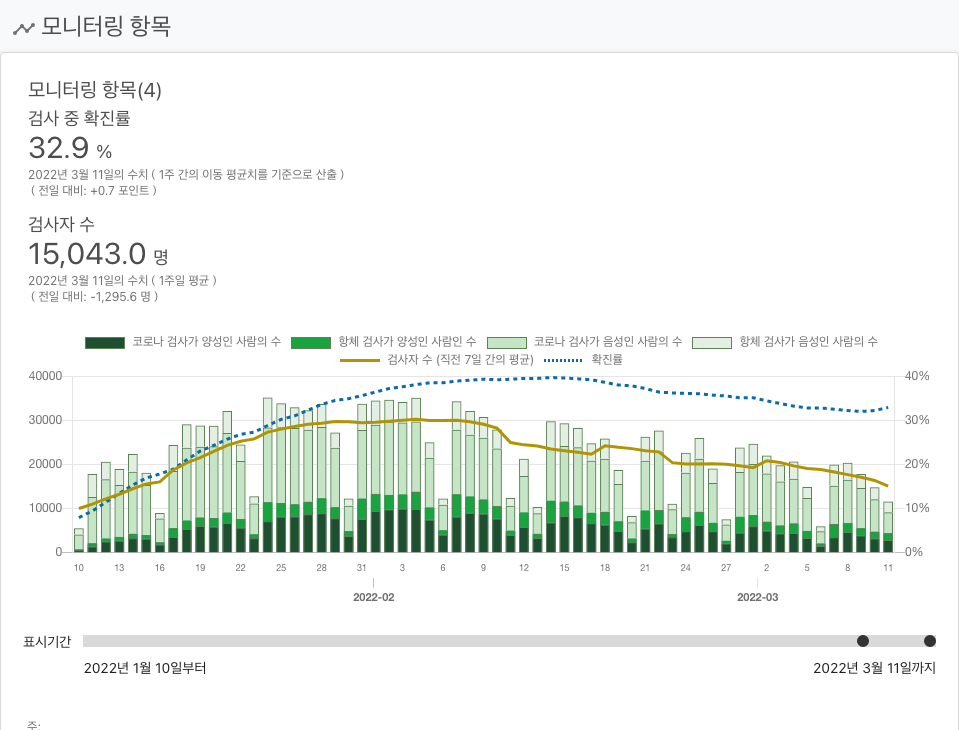 모니터링 항목
모니터링 항목(4)
검사 중 확진률
32.9 %
2022년 3월 11일의 수치 ( 1주 간의 이동 평균치를 기준으로 산출 )
( 전일 대비: +0.7 포인트 )
검사자 수
15,043.0 명
2022년 3월 11일의 수치 ( 1주일 평균 )
( 전일 대비: -1,295.6 명 )
코로나 검사가 양성인 사람의 수 항체 검사가 양성인 사람인 수 코로나 검사가 음성인 사람의 수 항체 검사가 음성인 사람의 수
검사자 수 (직전 7일 간의 평균) 확진률
40000 40%
30000 30%
20000 20%
10000 10%
0 0%
10 13 16 19 22 25 28 31 3 6 9 12 15 18 21 24 27 2 5 8 11
2022-02 2022-03
표시기간
2022년 1월 10일부터 2022년 3월 11일까지
주: